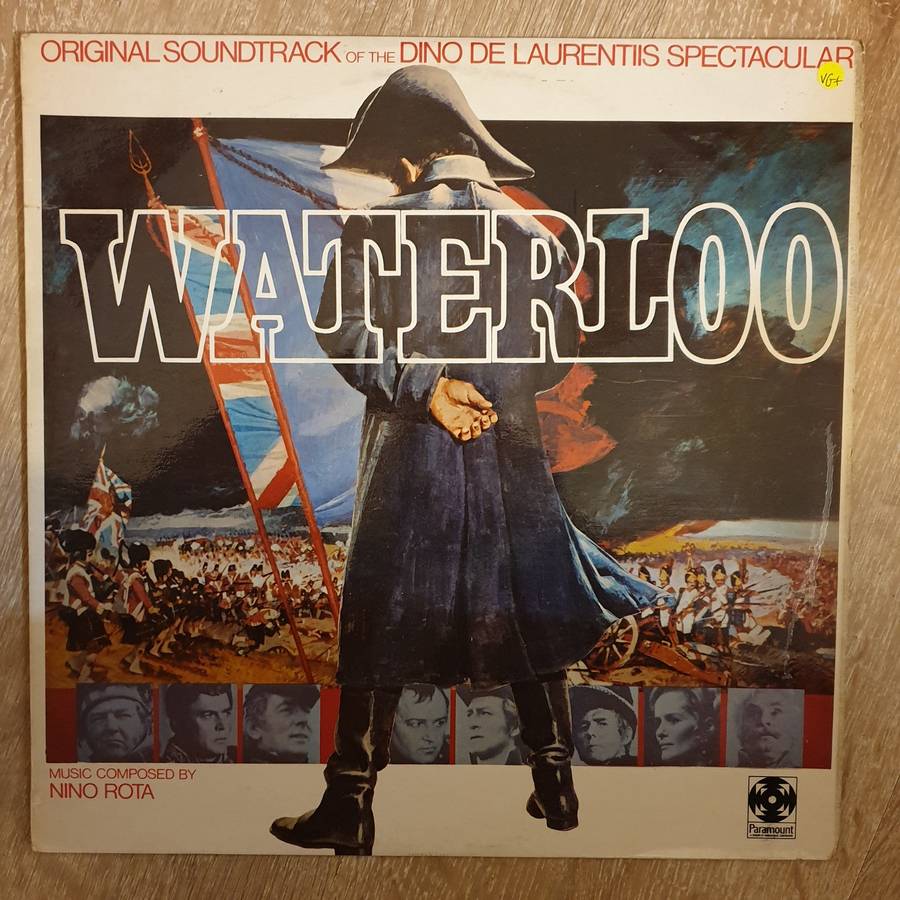 ORIGINAL SOUNDTRACK OF THE DINO DE LAURENTIIS SPECTACULAR
VG+
WATERLOO
MUSIC COMPOSED BY
NINO ROTA
Paramount